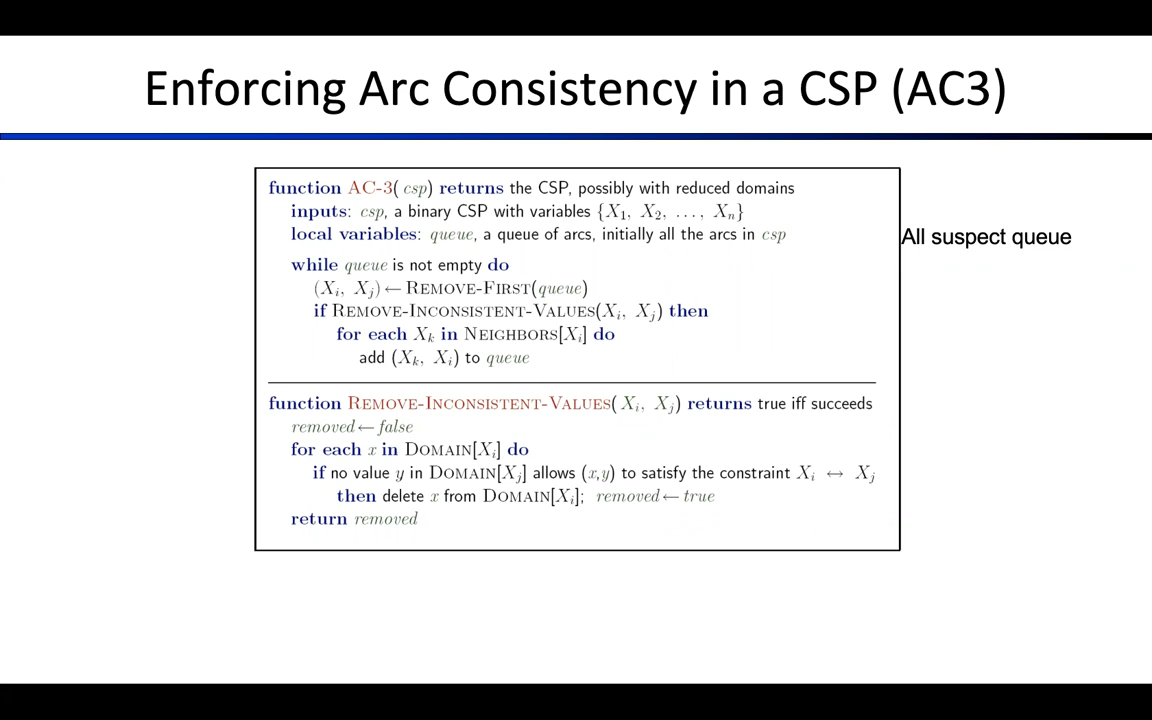 Enforcing Arc Consistency in a CSP (AC3)
function AC-3( csp) returns the CSP, possibly with reduced domains
inputs: csp, a binary CSP with variables {X₁, X₂, ..., Xₙ}
local variables: queue, a queue of arcs, initially all the arcs in csp
All suspect queue
while queue is not empty do
(Xᵢ, Xⱼ) ← REMOVE-FIRST(queue)
if REMOVE-INCONSISTENT-VALUES(Xᵢ, Xⱼ) then
for each Xₖ in NEIGHBORS[Xᵢ] do
add (Xₖ, Xᵢ) to queue
function REMOVE-INCONSISTENT-VALUES( Xᵢ, Xⱼ) returns true iff succeeds
removed ← false
for each x in DOMAIN[Xᵢ] do
if no value y in DOMAIN[Xⱼ] allows (x,y) to satisfy the constraint Xᵢ ↔ Xⱼ
then delete x from DOMAIN[Xᵢ]; removed ← true
return removed